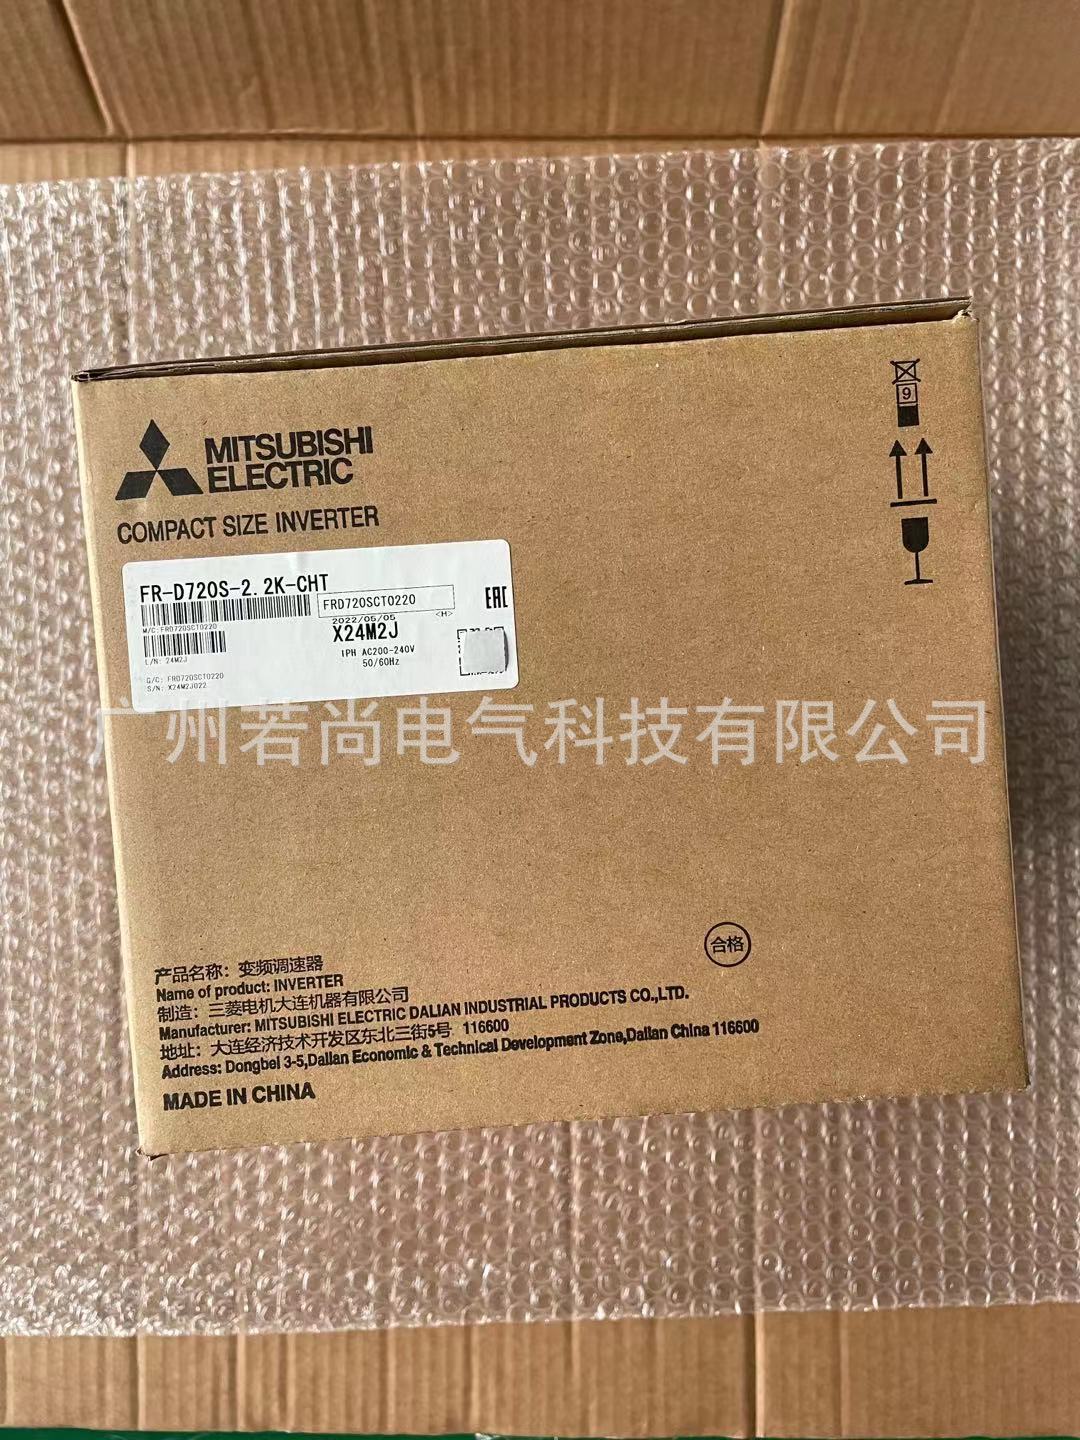 9
MITSUBISHI
ELECTRIC
COMPACT SIZE INVERTER
FR-D720S-2.2K-CHT
FRD720SCT0220
M/C:FRD720SCT0220
2022/05/05
<H>
EAC
X24M2J
L/N: 24M2J
1PH AC200-240V
50/60Hz
G/C: FRD720SCT0220
S/N: X24M2J022
广州若尚电气科技有限公司
合格
产品名称：变频调速器
Name of product: INVERTER
制造：三菱电机大连机器有限公司
Manufacturer: MITSUBISHI ELECTRIC DALIAN INDUSTRIAL PRODUCTS CO.,LTD.
地址：大连经济技术开发区东北三街5号 116600
Address: Dongbei 3-5,Dalian Economic & Technical Development Zone,Dalian China 116600
MADE IN CHINA